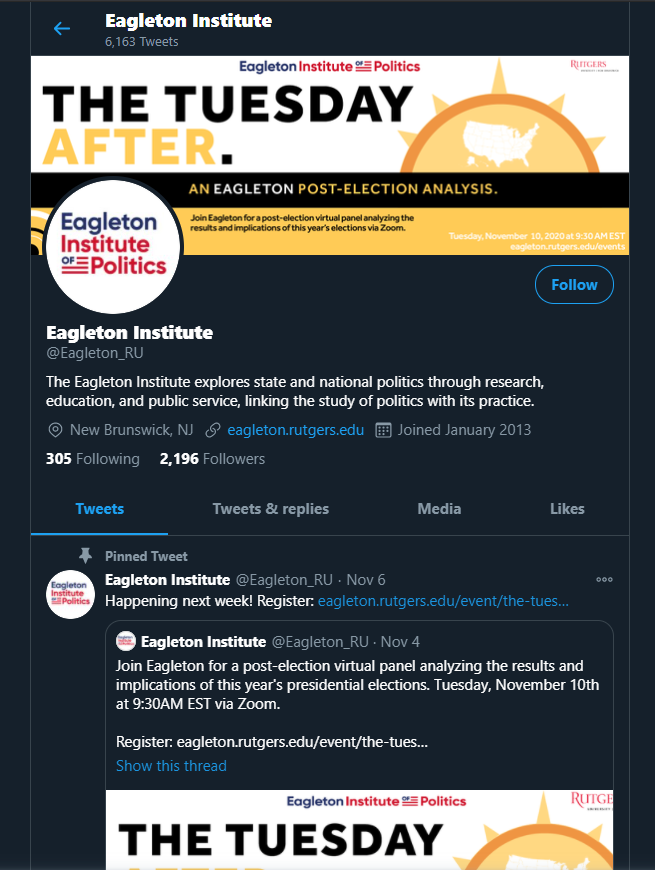 Eagleton Institute
6,163 Tweets
Eagleton Institute OF Politics
RUTGERS
THE TUESDAY
AFTER.
AN EAGLETON POST-ELECTION ANALYSIS.
Join Eagleton for a post-election virtual panel analyzing the
results and implications of this year's elections via Zoom.
Tuesday, November 10, 2020 at 9:30 AM EST
eagleton.rutgers.edu/events
Eagleton
Institute
OF Politics
Follow
Eagleton Institute
@Eagleton_RU
The Eagleton Institute explores state and national politics through research,
education, and public service, linking the study of politics with its practice.
New Brunswick, NJ eagleton.rutgers.edu Joined January 2013
305 Following 2,196 Followers
Tweets Tweets & replies Media Likes
Pinned Tweet
Eagleton
Institute
OF Politics
Eagleton Institute @Eagleton_RU · Nov 6
Happening next week! Register: eagleton.rutgers.edu/event/the-tues...
Eagleton Institute @Eagleton_RU · Nov 4
Join Eagleton for a post-election virtual panel analyzing the results and
implications of this year's presidential elections. Tuesday, November 10th
at 9:30AM EST via Zoom.
Register: eagleton.rutgers.edu/event/the-tues...
Show this thread
Eagleton Institute OF Politics
RUTGE
THE TUESDAY